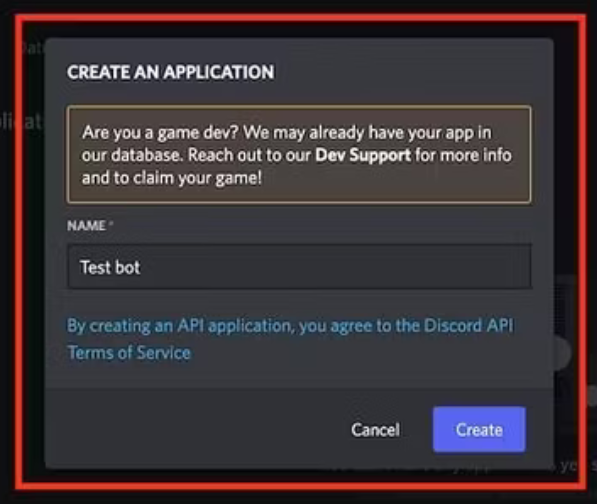 CREATE AN APPLICATION
Are you a game dev? We may already have your app in
our database. Reach out to our Dev Support for more info
and to claim your game!
NAME *
Test bot
By creating an API application, you agree to the Discord API
Terms of Service
Cancel
Create